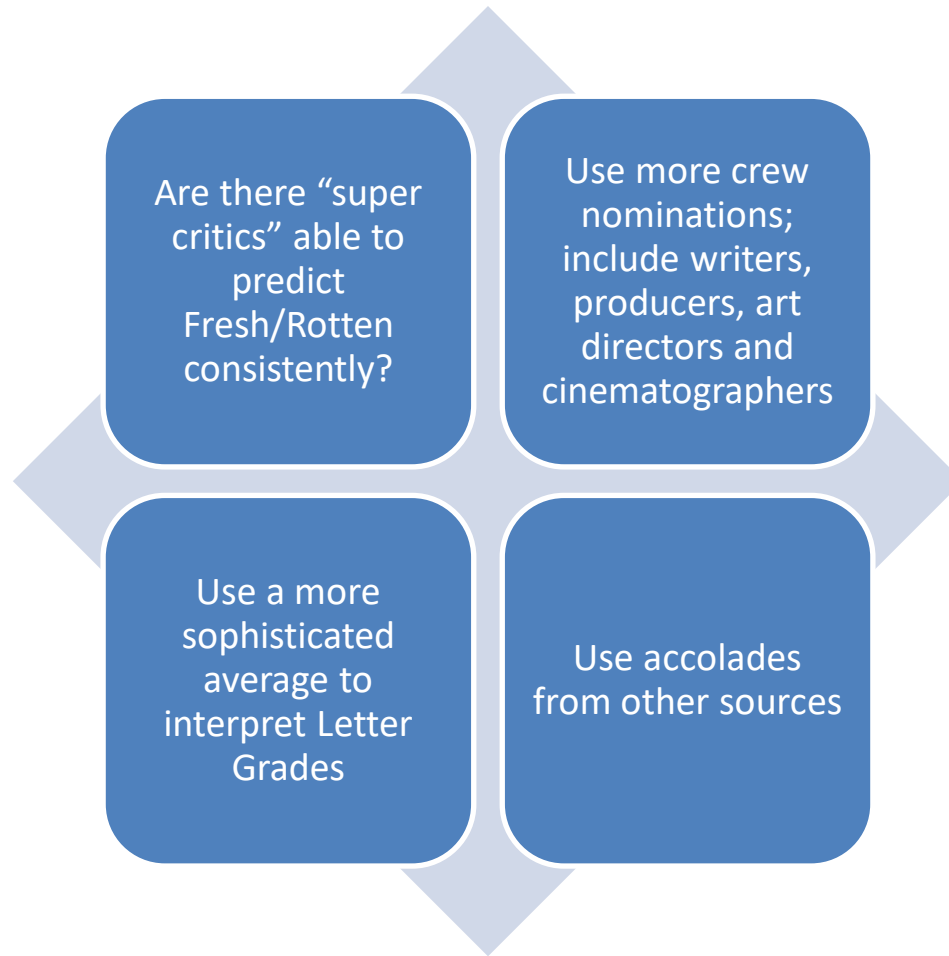 Are there “super
critics” able to
predict
Fresh/Rotten
consistently?
Use more crew
nominations;
include writers,
producers, art
directors and
cinematographers
Use a more
sophisticated
average to
interpret Letter
Grades
Use accolades
from other sources